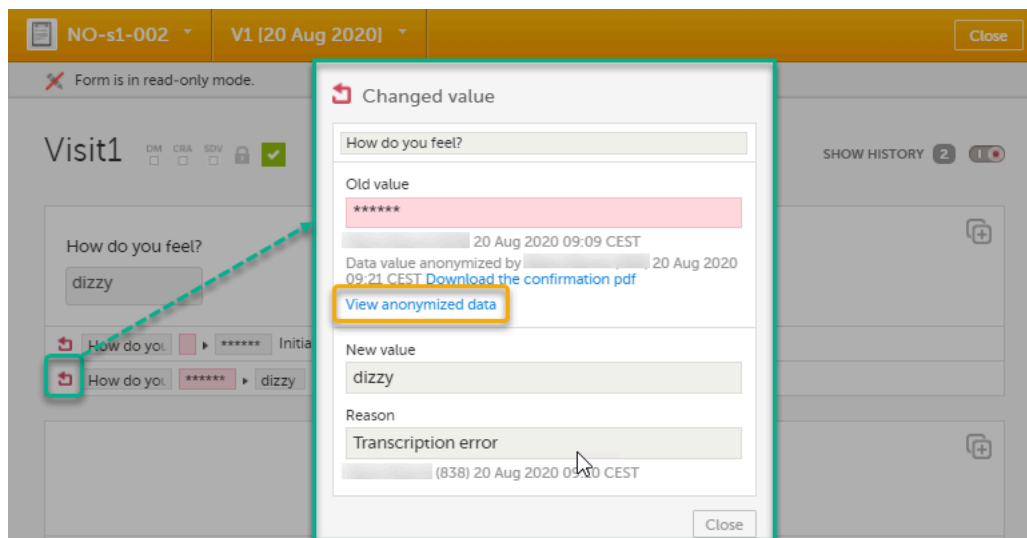 NO-s1-002
V1 [20 Aug 2020]
Close
Form is in read-only mode.
Visit1
DM CRA SDV
SHOW HISTORY 2
How do you feel?
dizzy
How do you
****** Initia
How do you
****** dizzy
Changed value
How do you feel?
Old value
******
20 Aug 2020 09:09 CEST
Data value anonymized by 20 Aug 2020
09:21 CEST Download the confirmation pdf
View anonymized data
New value
dizzy
Reason
Transcription error
(838) 20 Aug 2020 CEST
Close